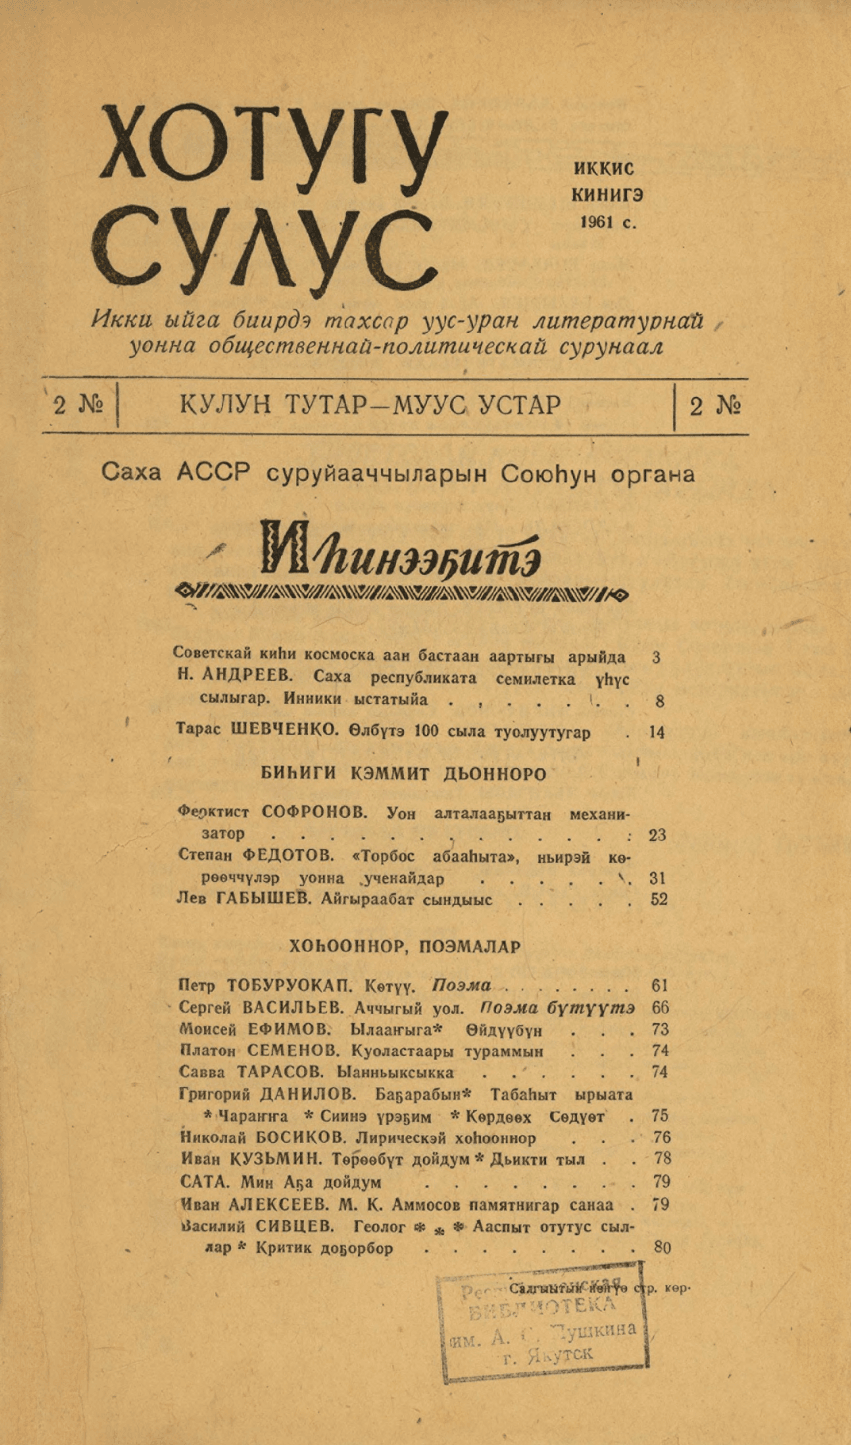 ХОТУГУ
СУЛУС
ИККИС
КИНИГЭ
1961 с.
Икки ыйга биирдэ тахсар уус-уран литературнай
уонна общественнай-политическай сурунаал
2 № КУЛУН ТУТАР—МУУС УСТАР 2 №
Саха АССР суруйааччыларын Союһун органа
Иһинээҕитэ
Советскай киһи космоска аан бастаан аартыгы арыйда 3
Н. АНДРЕЕВ. Саха республиката семилетка үһүс
сылыгар. Инники ыстатыйа . . . . . . . 8
Тарас ШЕВЧЕНКО. Өлбүтэ 100 сыла туолуутугар . 14
БИҺИГИ КЭММИТ ДЬОННОРО
Феоктист СОФРОНОВ. Уон алталааҕыттан механи-
затор . . . . . . . . . . . . . 23
Степан ФЕДОТОВ. «Торбос абааһыта», ньирэй кө-
рөөччүлэр уонна ученайдар . . . . . . 31
Лев ГАБЫШЕВ. Айгыраабат сындыыс . . . . . 52
ХОҺООННОР, ПОЭМАЛАР
Петр ТОБУРУОКАП. Көтүү. Поэма . . . . . . . . 61
Сергей ВАСИЛЬЕВ. Аччыгый уол. Поэма бүтүүтэ 66
Моисей ЕФИМОВ. Ылааҥыга* Өйдүүбүн . . . 73
Платон СЕМЕНОВ. Куоластаары тураммын . . . 74
Савва ТАРАСОВ. Ыанньыксыкка . . . . . . 74
Григорий ДАНИЛОВ. Баҕарабын* Табаһыт ырыата
* Чараҥҥа * Сиинэ үрэҕим * Көрдөөх Сөдүөт . 75
Николай БОСИКОВ. Лирическэй хоһооннор . . . 76
Иван КУЗЬМИН. Төрөөбүт дойдум * Дьикти тыл . . 78
САТА. Мин Аҕа дойдум . . . . . . . . 79
Иван АЛЕКСЕЕВ. М. К. Аммосов памятнигар санаа . 79
Василий СИВЦЕВ. Геолог * * * Ааспыт отутус сыл-
лар * Критик доҕорбор . . . . . . . . 80
Салгыытын стр. көр.
БИБЛИОТЕКА
им. А. С. Пушкина
г. Якутск